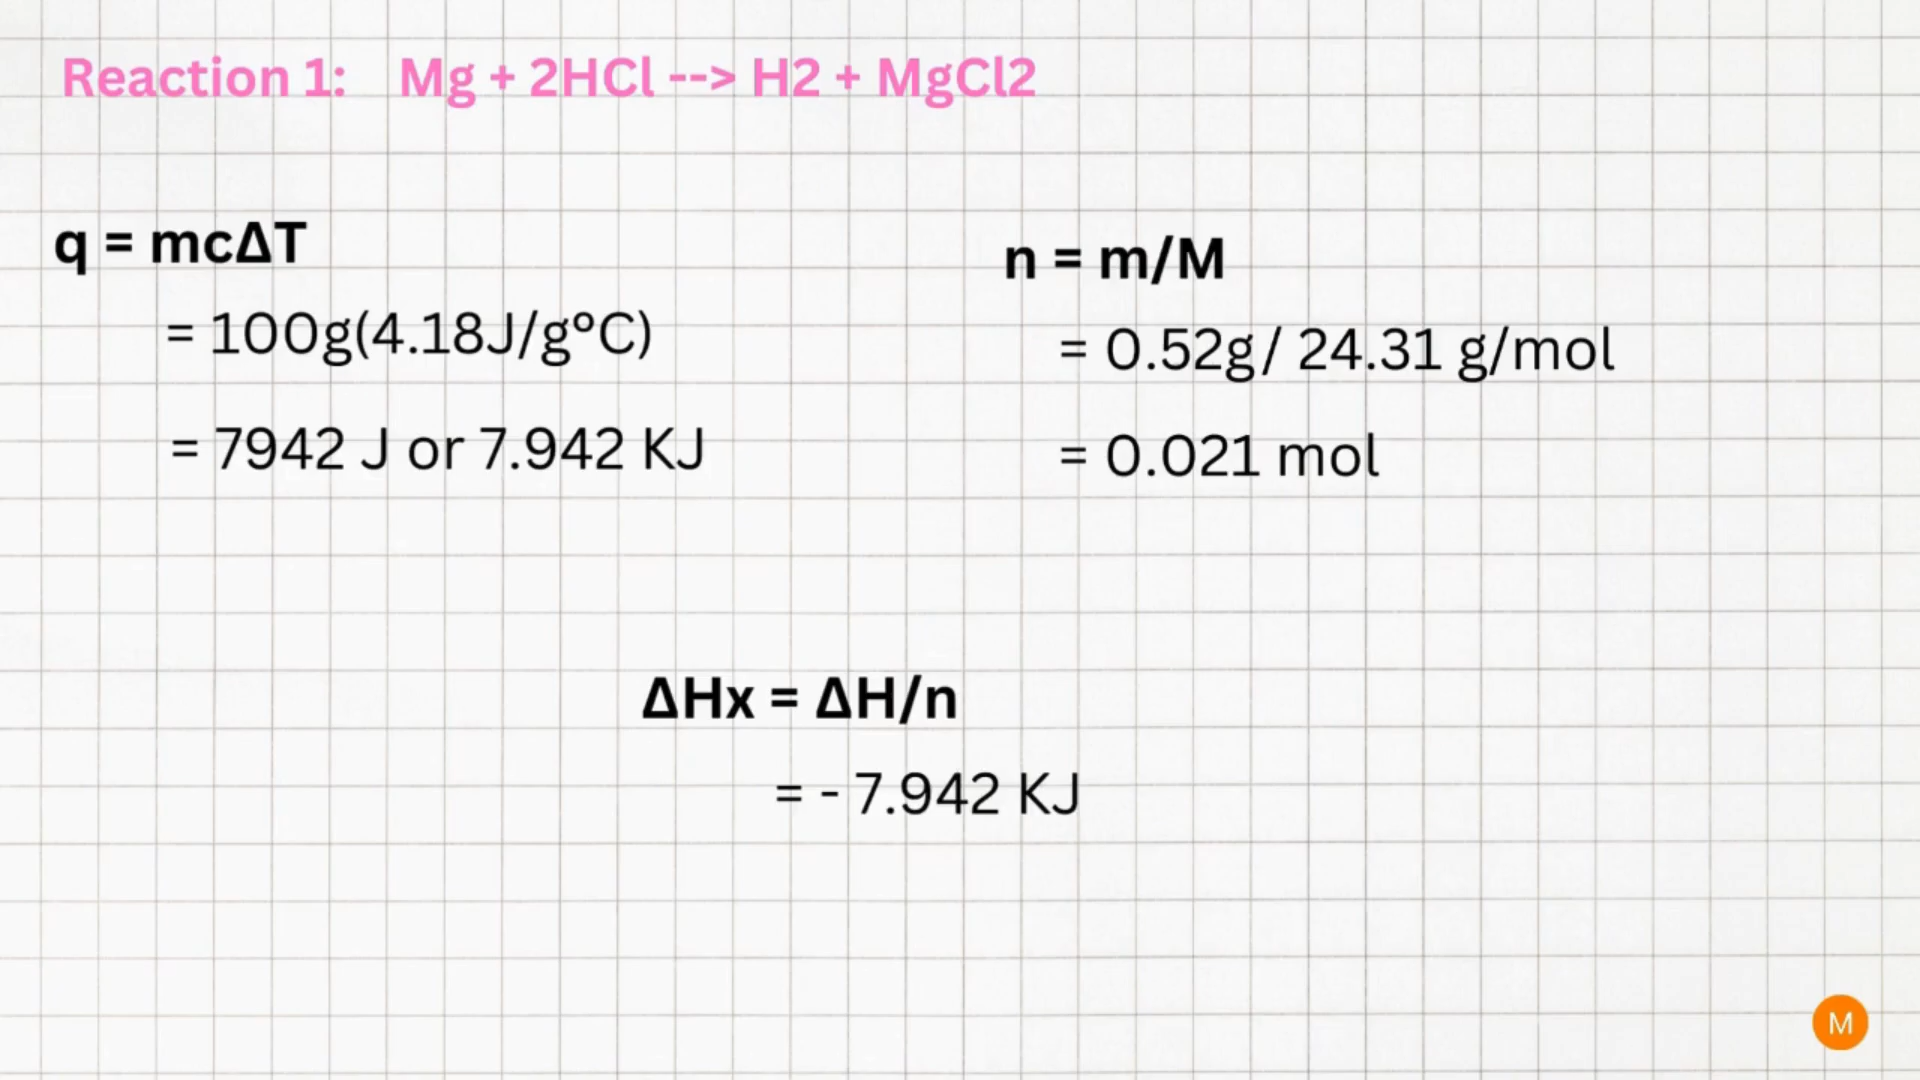 Reaction 1: Mg + 2HCl --> H2 + MgCl2
q = mcΔT
= 100g(4.18J/g°C)
= 7942 J or 7.942 KJ
n = m/M
= 0.52g/ 24.31 g/mol
= 0.021 mol
ΔHx = ΔH/n
= - 7.942 KJ
M